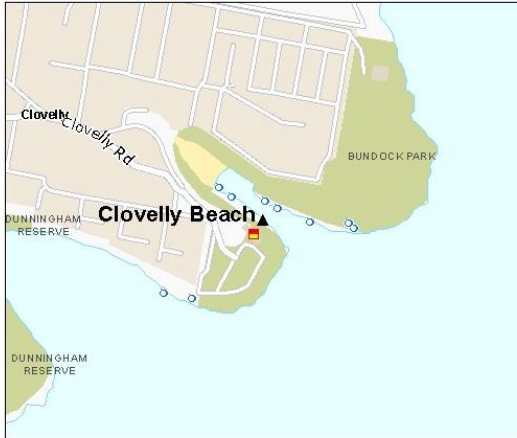 Clovelly
Clovelly Rd
BUNDOCK PARK
Clovelly Beach
DUNNINGHAM
RESERVE
DUNNINGHAM
RESERVE